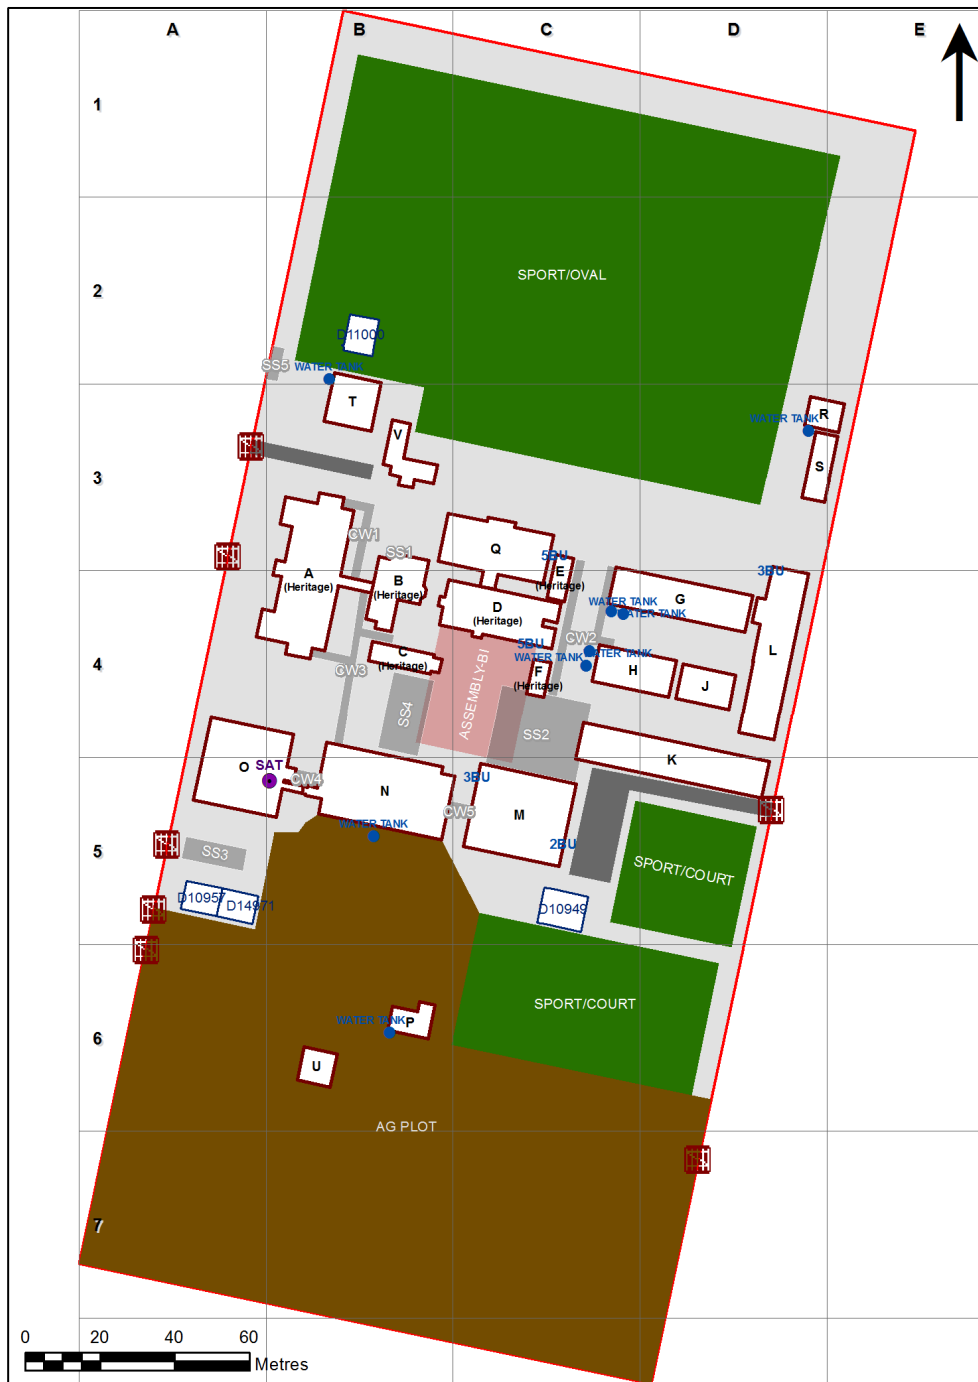 A B C D E
1
2
SPORT/OVAL
D11000
SS5
WATER TANK
T
R
WATER TANK
V
S
3
CW1
Q
SS1
5BU
A
(Heritage)
B
(Heritage)
E
(Heritage)
3BU
G
WATER TANK
WATER TANK
D
(Heritage)
CW2
5BU
WATER TANK
WATER TANK
C
(Heritage)
L
4
CW3
F
(Heritage)
H
J
ASSEMBLY-BI
SS4
SS2
K
O
SAT
CW4
N
3BU
CW5
M
WATER TANK
2BU
5
SS3
SPORT/COURT
D10957
D14971
D10949
SPORT/COURT
WATER TANK
P
6
U
AG PLOT
7
0 20 40 60
Metres